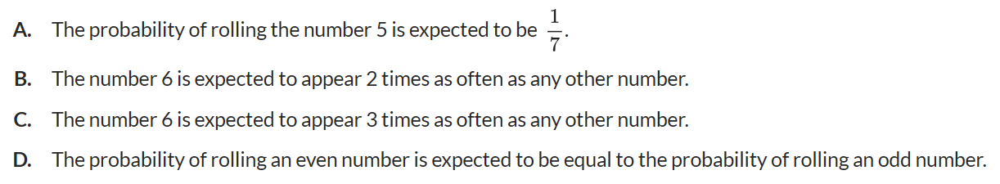 A. The probability of rolling the number 5 is expected to be 1/7.
B. The number 6 is expected to appear 2 times as often as any other number.
C. The number 6 is expected to appear 3 times as often as any other number.
D. The probability of rolling an even number is expected to be equal to the probability of rolling an odd number.